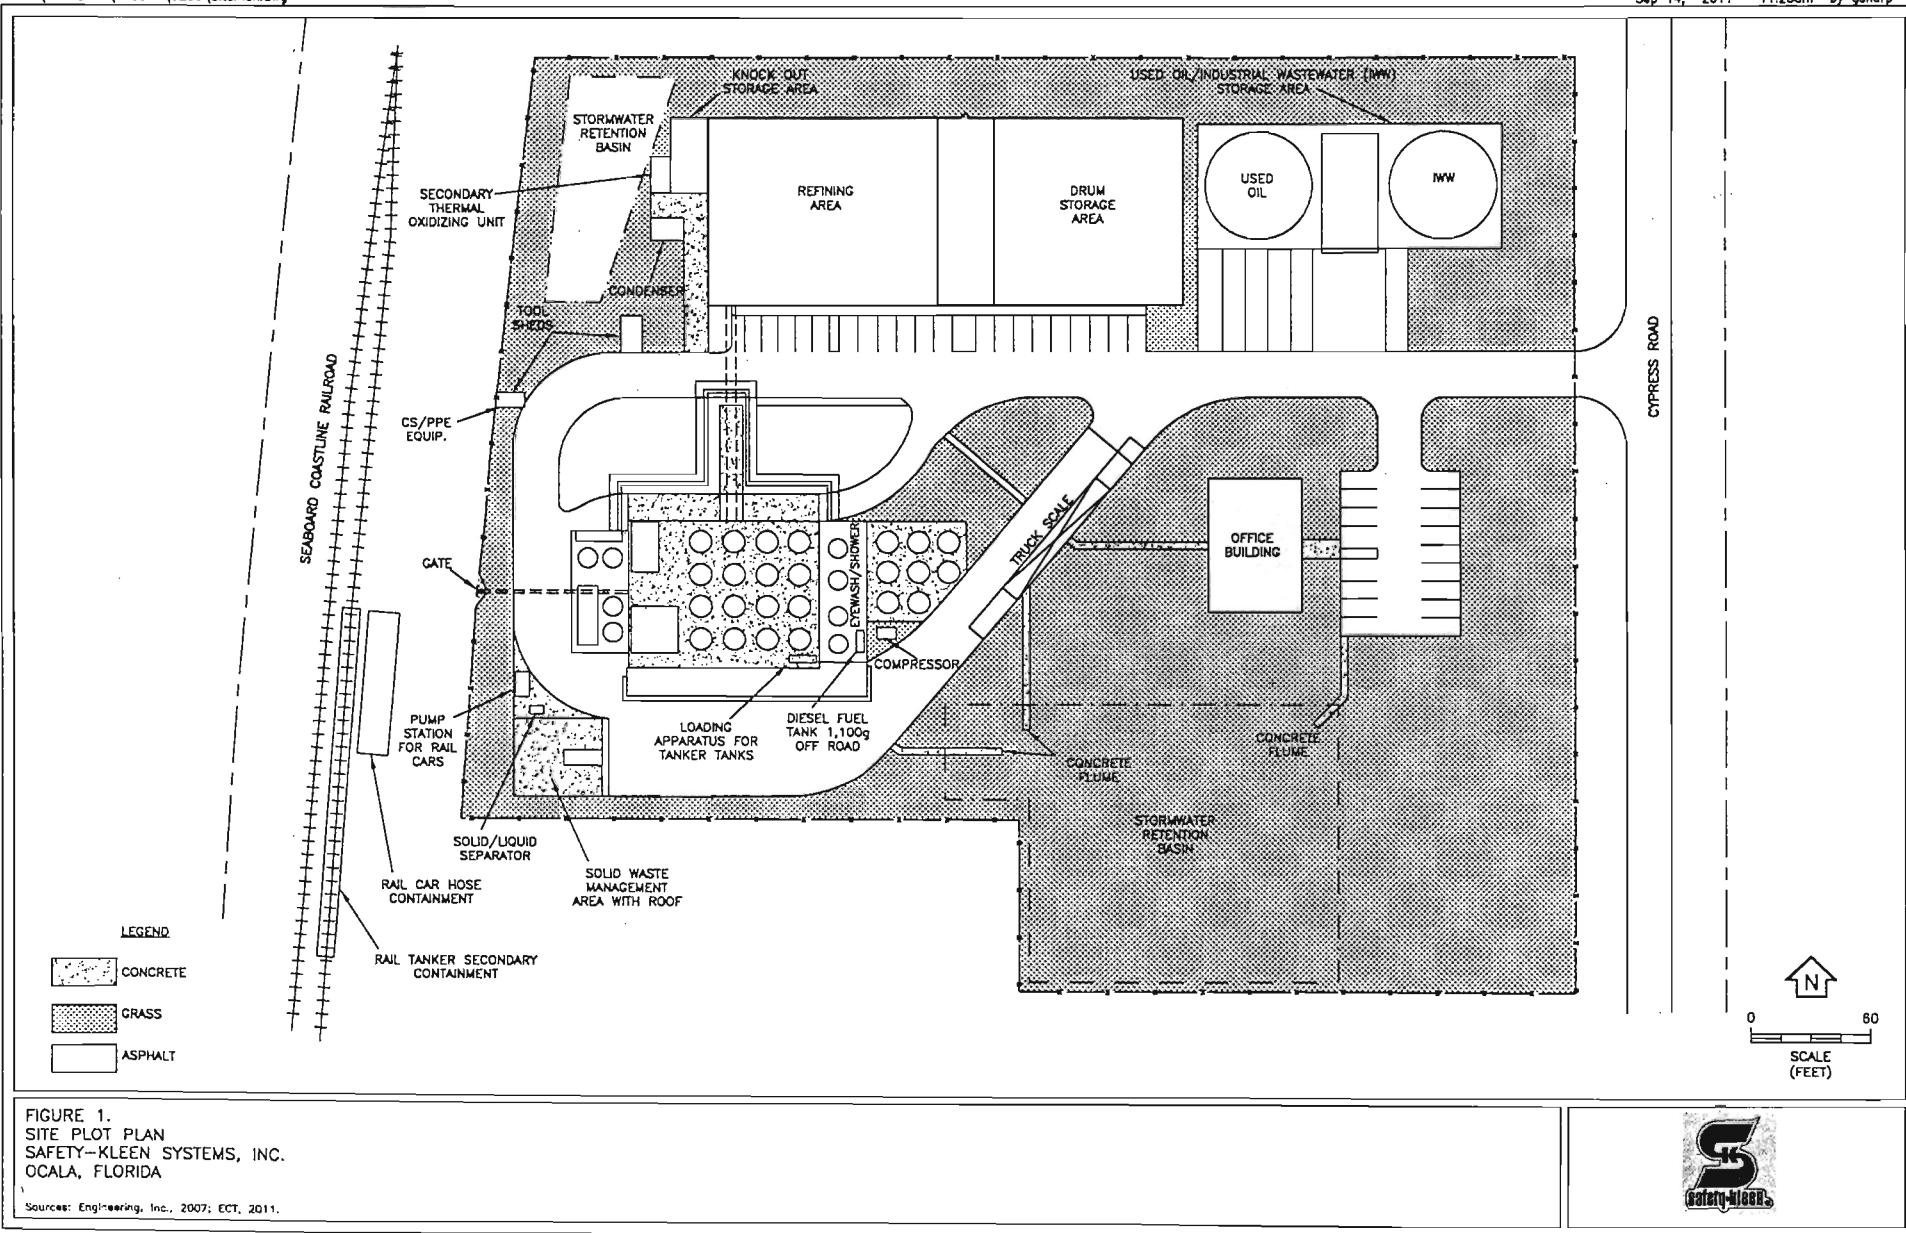 Sep 14, 2011
KNOCK OUT
STORAGE AREA
USED OIL/INDUSTRIAL WASTEWATER (IWW)
STORAGE AREA
STORMWATER
RETENTION
BASIN
SECONDARY
THERMAL
OXIDIZING UNIT
REFINING
AREA
DRUM
STORAGE
AREA
USED
OIL
IWW
CONDENSER
TOOL
SHEDS
CS/PPE
EQUIP.
SEABOARD COASTLINE RAILROAD
CYPRESS ROAD
GATE
EYEWASH/SHOWER
TRUCK SCALE
OFFICE
BUILDING
COMPRESSOR
PUMP
STATION
FOR RAIL
CARS
LOADING
APPARATUS FOR
TANKER TANKS
DIESEL FUEL
TANK 1,100g
OFF ROAD
CONCRETE
FLUME
CONCRETE
FLUME
STORMWATER
RETENTION
BASIN
SOLID/LIQUID
SEPARATOR
SOLID WASTE
MANAGEMENT
AREA WITH ROOF
RAIL CAR HOSE
CONTAINMENT
RAIL TANKER SECONDARY
CONTAINMENT
LEGEND
CONCRETE
GRASS
ASPHALT
N
0 60
SCALE
(FEET)
FIGURE 1.
SITE PLOT PLAN
SAFETY-KLEEN SYSTEMS, INC.
OCALA, FLORIDA
Sources: Engineering, Inc., 2007; ECT, 2011.
SK
safety-kleen